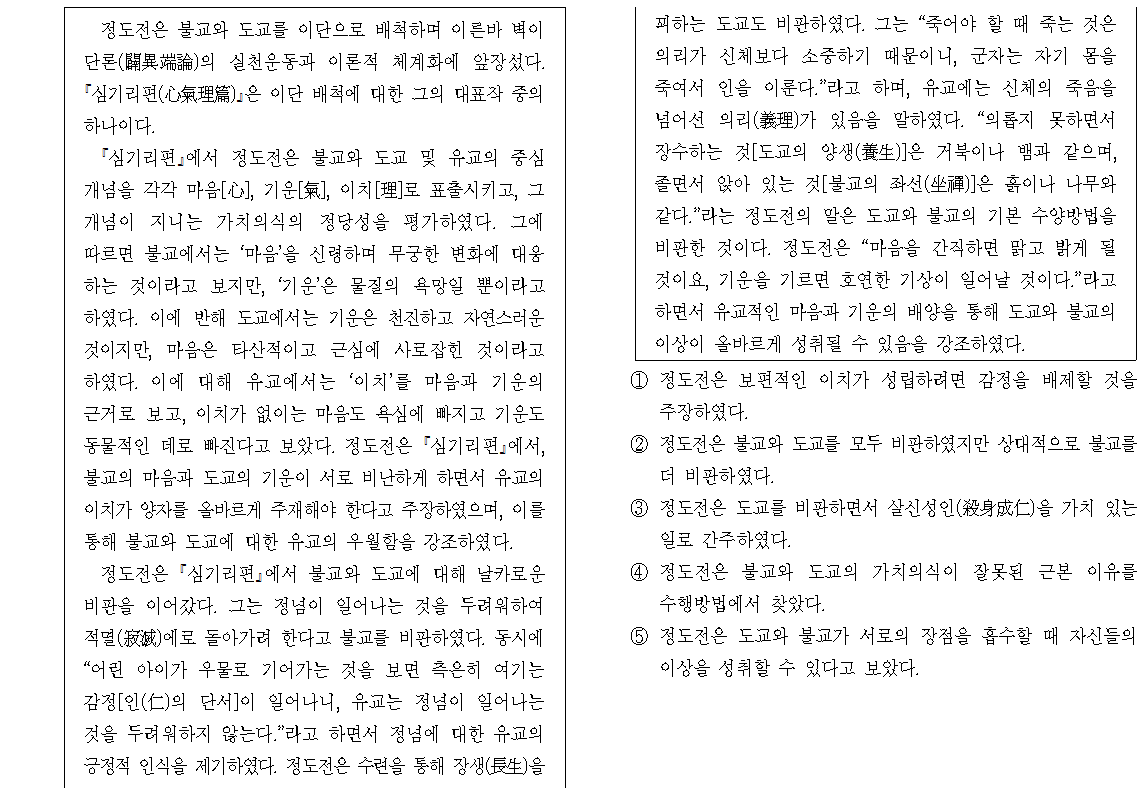 정도전은 불교와 도교를 이단으로 배척하며 이른바 벽이
단론(闢異端論)의 실천운동과 이론적 체계화에 앞장섰다.
『심기리편(心氣理篇)』은 이단 배척에 대한 그의 대표작 중의
하나이다.
『심기리편』에서 정도전은 불교와 도교 및 유교의 중심
개념을 각각 마음[心], 기운[氣], 이치[理]로 표출시키고, 그
개념이 지니는 가치의식의 정당성을 평가하였다. 그에
따르면 불교에서는 ‘마음’을 신령하며 무궁한 변화에 대응
하는 것이라고 보지만, ‘기운’은 물질의 욕망일 뿐이라고
하였다. 이에 반해 도교에서는 기운은 천진하고 자연스러운
것이지만, 마음은 타산적이고 근심에 사로잡힌 것이라고
하였다. 이에 대해 유교에서는 ‘이치’를 마음과 기운의
근거로 보고, 이치가 없이는 마음도 욕심에 빠지고 기운도
동물적인 데로 빠진다고 보았다. 정도전은 『심기리편』에서,
불교의 마음과 도교의 기운이 서로 비난하게 하면서 유교의
이치가 양자를 올바르게 주재해야 한다고 주장하였으며, 이를
통해 불교와 도교에 대한 유교의 우월함을 강조하였다.
정도전은 『심기리편』에서 불교와 도교에 대해 날카로운
비판을 이어갔다. 그는 정념이 일어나는 것을 두려워하여
적멸(寂滅)에로 돌아가려 한다고 불교를 비판하였다. 동시에
“어린 아이가 우물로 기어가는 것을 보면 측은히 여기는
감정[인(仁)의 단서]이 일어나니, 유교는 정념이 일어나는
것을 두려워하지 않는다.”라고 하면서 정념에 대한 유교의
긍정적 인식을 제기하였다. 정도전은 수련을 통해 장생(長生)을
꾀하는 도교도 비판하였다. 그는 “죽어야 할 때 죽는 것은
의리가 신체보다 소중하기 때문이니, 군자는 자기 몸을
죽여서 인을 이룬다.”라고 하며, 유교에는 신체의 죽음을
넘어선 의리(義理)가 있음을 말하였다. “의롭지 못하면서
장수하는 것[도교의 양생(養生)]은 거북이나 뱀과 같으며,
졸면서 앉아 있는 것[불교의 좌선(坐禪)]은 흙이나 나무와
같다.”라는 정도전의 말은 도교와 불교의 기본 수양방법을
비판한 것이다. 정도전은 “마음을 간직하면 맑고 밝게 될
것이요, 기운을 기르면 호연한 기상이 일어날 것이다.”라고
하면서 유교적인 마음과 기운의 배양을 통해 도교와 불교의
이상이 올바르게 성취될 수 있음을 강조하였다.
① 정도전은 보편적인 이치가 성립하려면 감정을 배제할 것을
주장하였다.
② 정도전은 불교와 도교를 모두 비판하였지만 상대적으로 불교를
더 비판하였다.
③ 정도전은 도교를 비판하면서 살신성인(殺身成仁)을 가치 있는
일로 간주하였다.
④ 정도전은 불교와 도교의 가치의식이 잘못된 근본 이유를
수행방법에서 찾았다.
⑤ 정도전은 도교와 불교가 서로의 장점을 흡수할 때 자신들의
이상을 성취할 수 있다고 보았다.